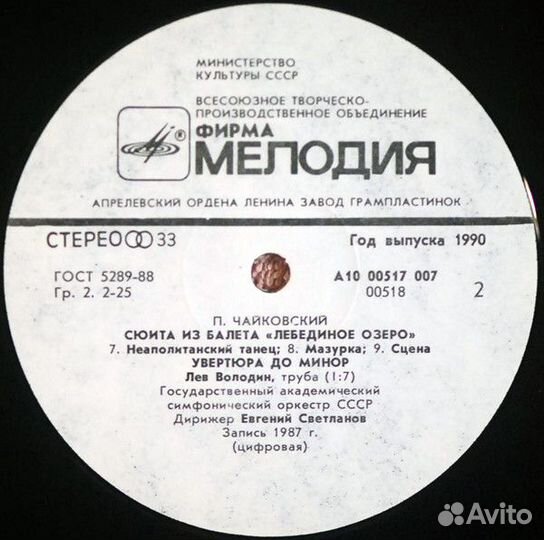 МИНИСТЕРСТВО
КУЛЬТУРЫ СССР
ВСЕСОЮЗНОЕ ТВОРЧЕСКО-
ПРОИЗВОДСТВЕННОЕ ОБЪЕДИНЕНИЕ
ФИРМА
® МЕЛОДИЯ
АПРЕЛЕВСКИЙ ОРДЕНА ЛЕНИНА ЗАВОД ГРАМПЛАСТИНОК
СТЕРЕО 33
Год выпуска 1990
ГОСТ 5289-88
А10 00517 007
Гр. 2. 2-25
00518
2
П. ЧАЙКОВСКИЙ
СЮИТА ИЗ БАЛЕТА «ЛЕБЕДИНОЕ ОЗЕРО»
7. Неаполитанский танец; 8. Мазурка; 9. Сцена
УВЕРТЮРА ДО МИНОР
Лев Володин, труба (1:7)
Государственный академический
симфонический оркестр СССР
Дирижер Евгений Светланов
Запись 1987 г.
(цифровая)
Avito